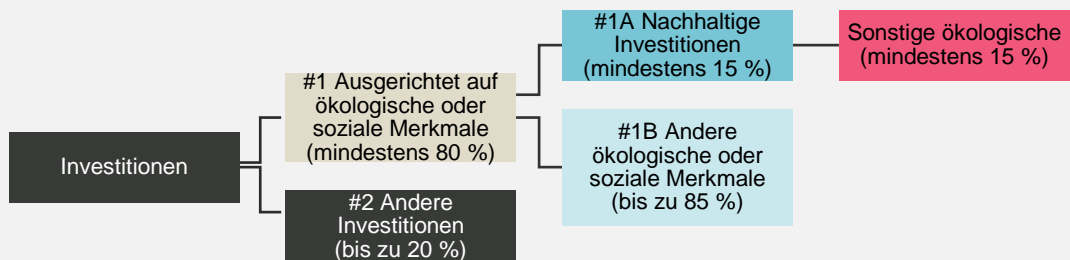 Investitionen
#1 Ausgerichtet auf
ökologische oder
soziale Merkmale
(mindestens 80 %)
#2 Andere
Investitionen
(bis zu 20 %)
#1A Nachhaltige
Investitionen
(mindestens 15 %)
#1B Andere
ökologische oder
soziale Merkmale
(bis zu 85 %)
Sonstige ökologische
(mindestens 15 %)